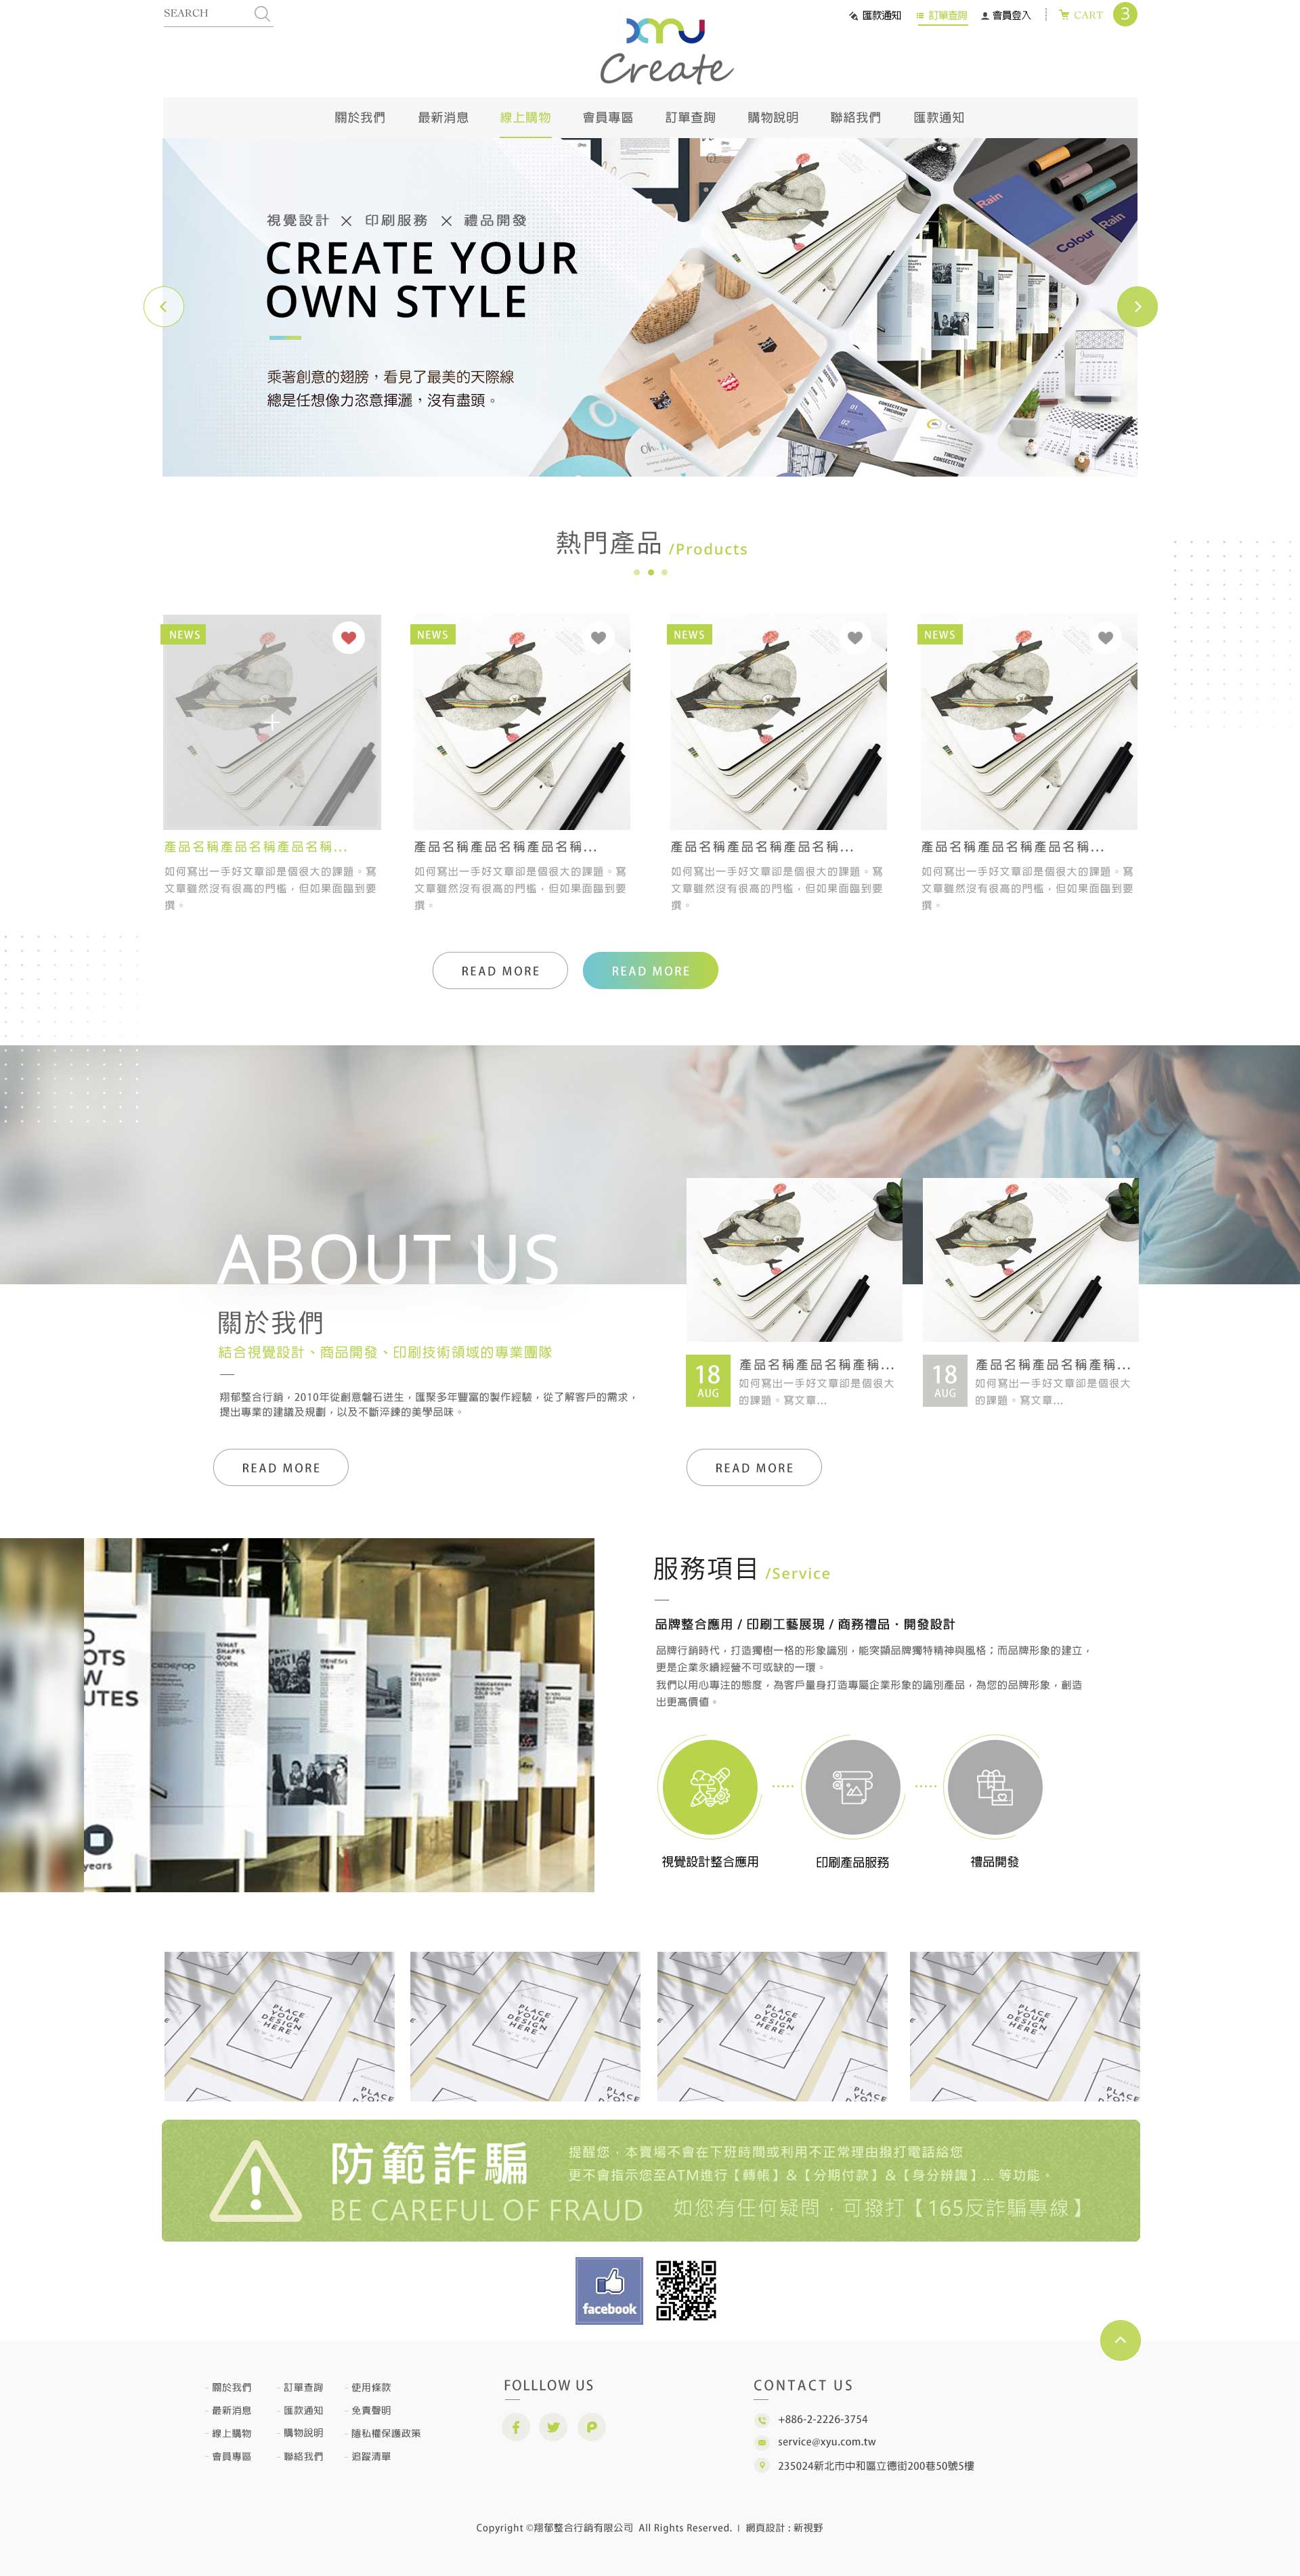 SEARCH
匯款通知
訂單查詢
會員登入
CART
3
xyu
Create
關於我們
最新消息
線上購物
會員專區
訂單查詢
購物說明
聯絡我們
匯款通知
視覺設計 × 印刷服務 × 禮品開發
CREATE YOUR
OWN STYLE
乘著創意的翅膀，看見了最美的天際線
總是任想像力恣意揮灑，沒有盡頭。
Rain
Colour
Rain
January
01
02
CONSECTETUR
TINCIDUNT
TINCIDUNT
CONSECTETUR
熱門產品 /Products
NEWS
NEWS
NEWS
NEWS
產品名稱產品名稱產品名稱...
如何寫出一手好文章卻是個很大的課題。寫
文章雖然沒有很高的門檻，但如果面臨到要
撰。
產品名稱產品名稱產品名稱...
如何寫出一手好文章卻是個很大的課題。寫
文章雖然沒有很高的門檻，但如果面臨到要
撰。
產品名稱產品名稱產品名稱...
如何寫出一手好文章卻是個很大的課題。寫
文章雖然沒有很高的門檻，但如果面臨到要
撰。
產品名稱產品名稱產品名稱...
如何寫出一手好文章卻是個很大的課題。寫
文章雖然沒有很高的門檻，但如果面臨到要
撰。
READ MORE
READ MORE
ABOUT US
關於我們
結合視覺設計、商品開發、印刷技術領域的專業團隊
翔郁整合行銷，2010年從創意磐石迸生，匯聚多年豐富的製作經驗，從了解客戶的需求，
提出專業的建議及規劃，以及不斷淬鍊的美學品味。
READ MORE
18
AUG
產品名稱產品名稱產稱...
如何寫出一手好文章卻是個很大
的課題。寫文章...
18
AUG
產品名稱產品名稱產稱...
如何寫出一手好文章卻是個很大
的課題。寫文章...
READ MORE
OTS
UTES
years
CEDEFOP
WHAT
SHAPES
OUR
WORK
GENESIS
服務項目 /Service
品牌整合應用 / 印刷工藝展現 / 商務禮品・開發設計
品牌行銷時代，打造獨樹一格的形象識別，能突顯品牌獨特精神與風格；而品牌形象的建立，
更是企業永續經營不可或缺的一環。
我們以用心專注的態度，為客戶量身打造專屬企業形象的識別產品，為您的品牌形象，創造
出更高價值。
視覺設計整合應用
印刷產品服務
禮品開發
PLACE
YOUR
DESIGN
HERE
PLACE
YOUR
DESIGN
HERE
PLACE
YOUR
DESIGN
HERE
PLACE
YOUR
DESIGN
HERE
防範詐騙
BE CAREFUL OF FRAUD
提醒您，本賣場不會在下班時間或利用不正常理由撥打電話給您
更不會指示您至ATM進行【轉帳】&【分期付款】&【身分辨識】... 等功能。
如您有任何疑問，可撥打【165反詐騙專線】
facebook
- 關於我們
- 最新消息
- 線上購物
- 會員專區
- 訂單查詢
- 匯款通知
- 購物說明
- 聯絡我們
- 使用條款
- 免責聲明
- 隱私權保護政策
- 追蹤清單
FOLLLOW US
CONTACT US
+886-2-2226-3754
service@xyu.com.tw
235024新北市中和區立德街200巷50號5樓
Copyright ©翔郁整合行銷有限公司 All Rights Reserved. | 網頁設計 : 新視野